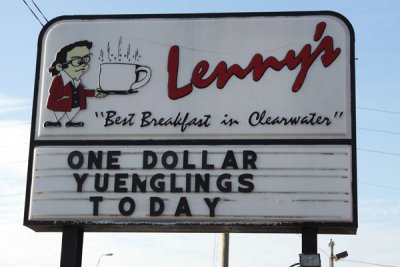 Lenny's
"Best Breakfast in Clearwater"
ONE DOLLAR
YUENGLINGS
TODAY